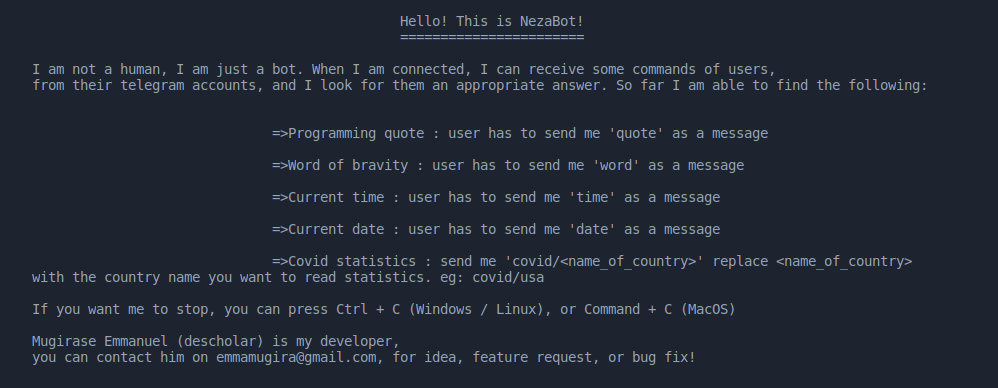 Hello! This is NezaBot!
=======================
I am not a human, I am just a bot. When I am connected, I can receive some commands of users,
from their telegram accounts, and I look for them an appropriate answer. So far I am able to find the following:
=>Programming quote : user has to send me 'quote' as a message
=>Word of bravity : user has to send me 'word' as a message
=>Current time : user has to send me 'time' as a message
=>Current date : user has to send me 'date' as a message
=>Covid statistics : send me 'covid/<name_of_country>' replace <name_of_country>
with the country name you want to read statistics. eg: covid/usa
If you want me to stop, you can press Ctrl + C (Windows / Linux), or Command + C (MacOS)
Mugirase Emmanuel (descholar) is my developer,
you can contact him on emmamugira@gmail.com, for idea, feature request, or bug fix!